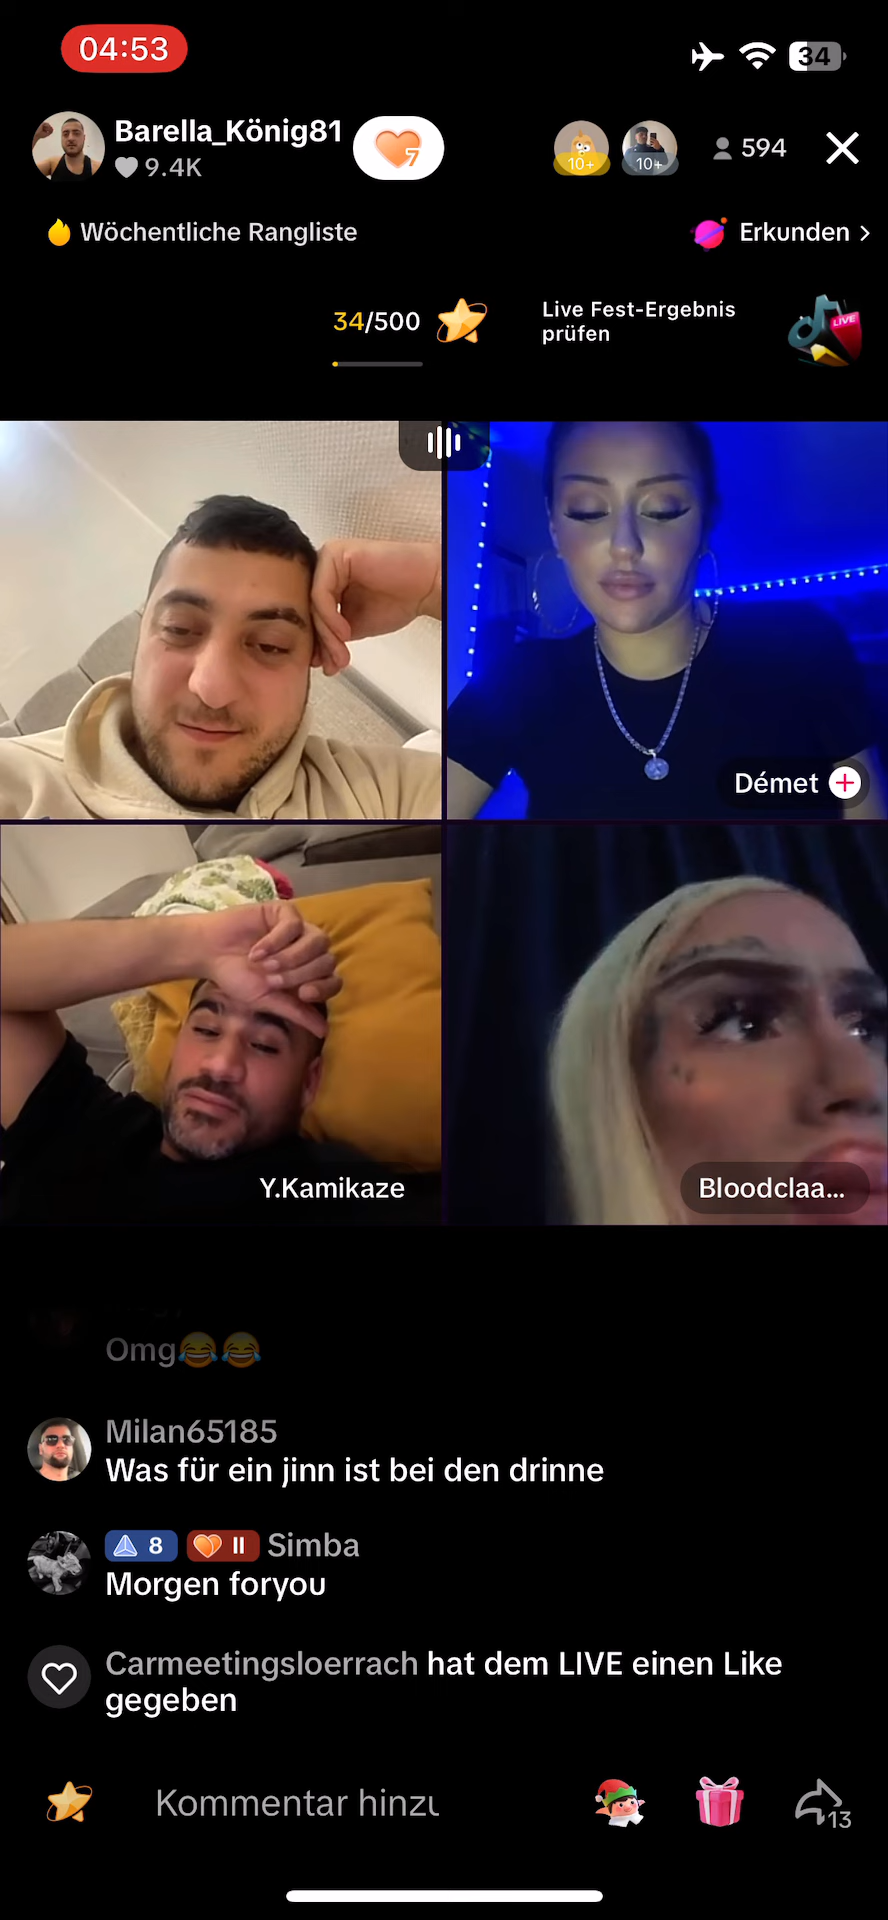 04:53
34
Barella_König81
9.4K
7
10+
10+
594
Wöchentliche Rangliste
Erkunden >
34/500
Live Fest-Ergebnis
prüfen
LIVE
Démet
Y.Kamikaze
Bloodclaa...
Omg😂😂
Milan65185
Was für ein jinn ist bei den drinne
8 II Simba
Morgen foryou
Carmeetingsloerrach hat dem LIVE einen Like
gegeben
Kommentar hinzu
13